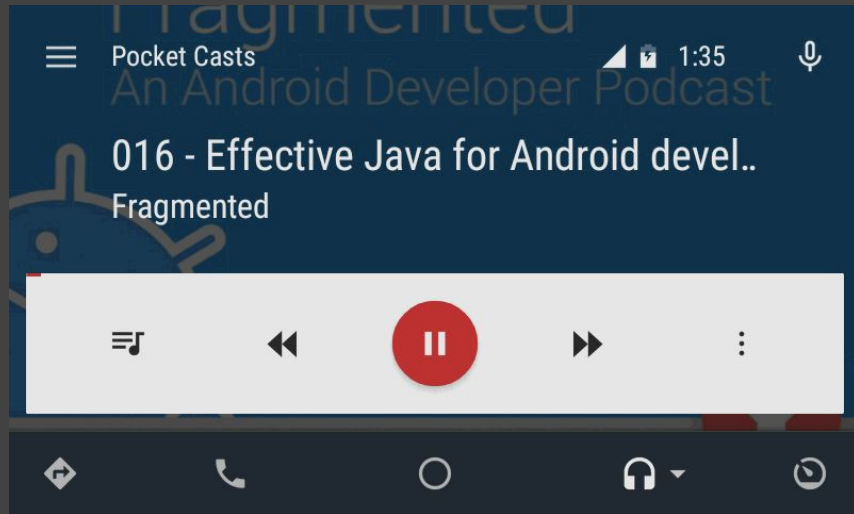 Fragmented
Pocket Casts
1:35
An Android Developer Podcast
016 - Effective Java for Android devel..
Fragmented